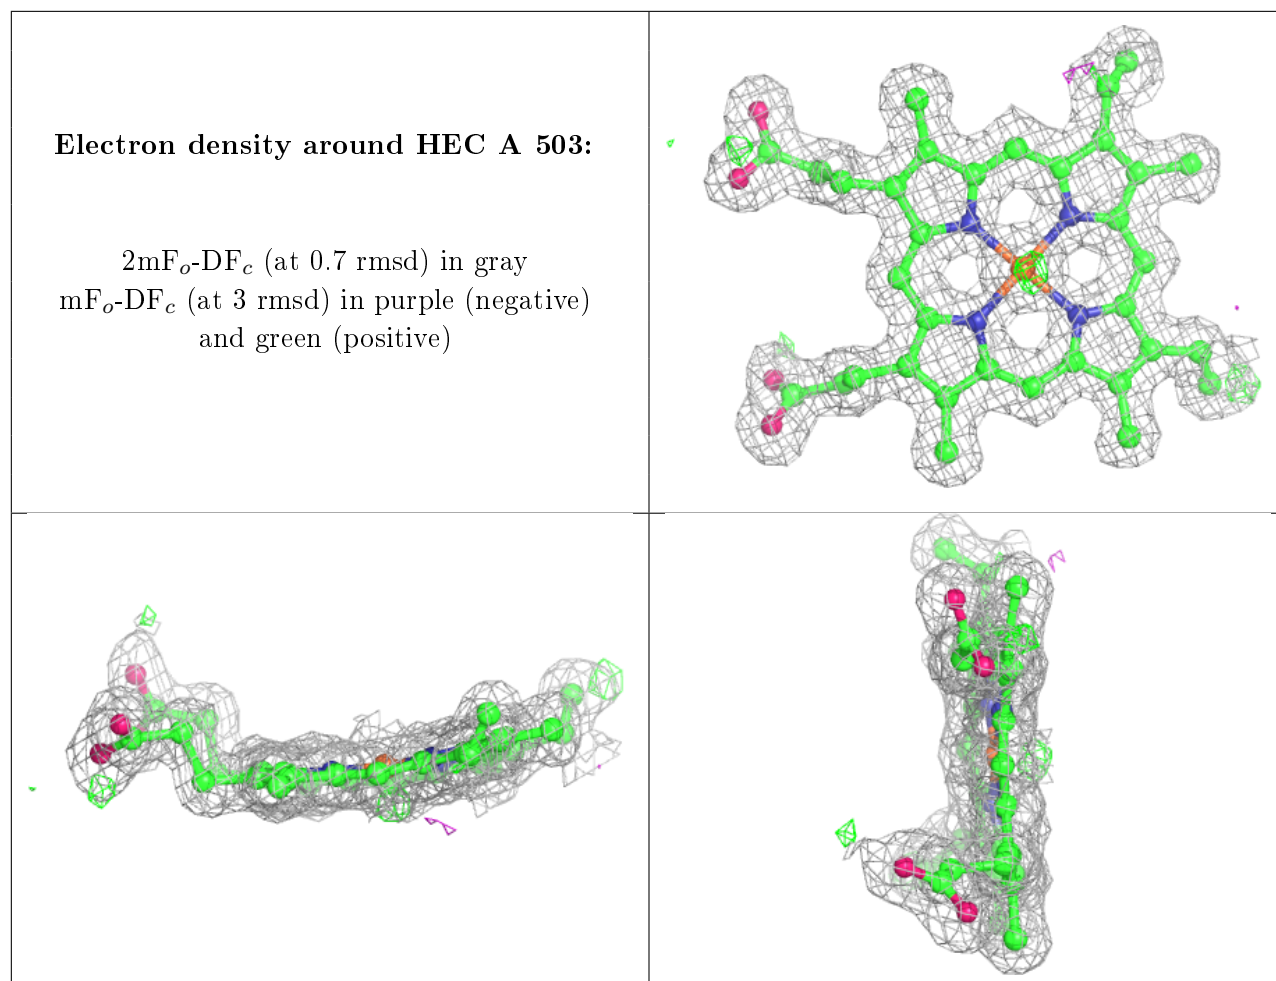 Electron density around HEC A 503:
2mFo-DFc (at 0.7 rmsd) in gray
mFo-DFc (at 3 rmsd) in purple (negative)
and green (positive)